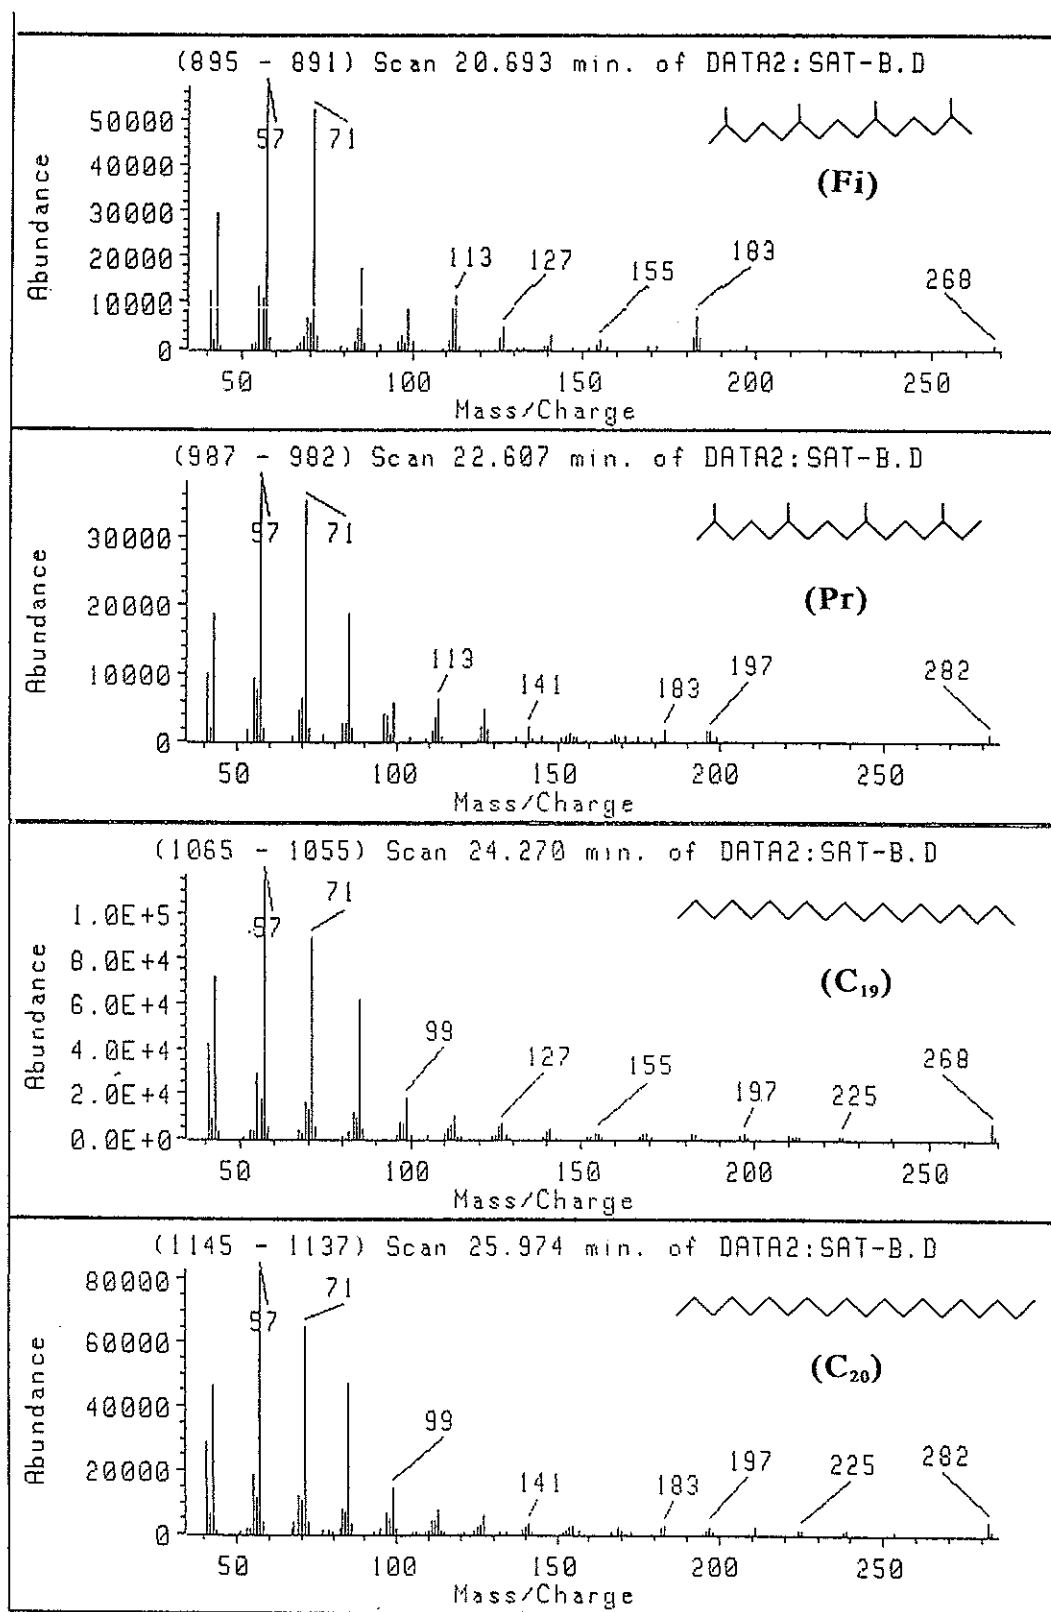 (895 - 891) Scan 20.693 min. of DATA2:SAT-B.D
50000
40000
30000
20000
10000
0
Abundance
57
71
113
127
155
183
268
(Fi)
50
100
150
200
250
Mass/Charge
(987 - 982) Scan 22.607 min. of DATA2:SAT-B.D
30000
20000
10000
0
Abundance
57
71
113
141
183
197
282
(Pr)
50
100
150
200
250
Mass/Charge
(1065 - 1055) Scan 24.270 min. of DATA2:SAT-B.D
1.0E+5
8.0E+4
6.0E+4
4.0E+4
2.0E+4
0.0E+0
Abundance
57
71
99
127
155
197
225
268
(C₁₉)
50
100
150
200
250
Mass/Charge
(1145 - 1137) Scan 25.974 min. of DATA2:SAT-B.D
80000
60000
40000
20000
0
Abundance
57
71
99
141
183
197
225
282
(C₂₀)
50
100
150
200
250
Mass/Charge